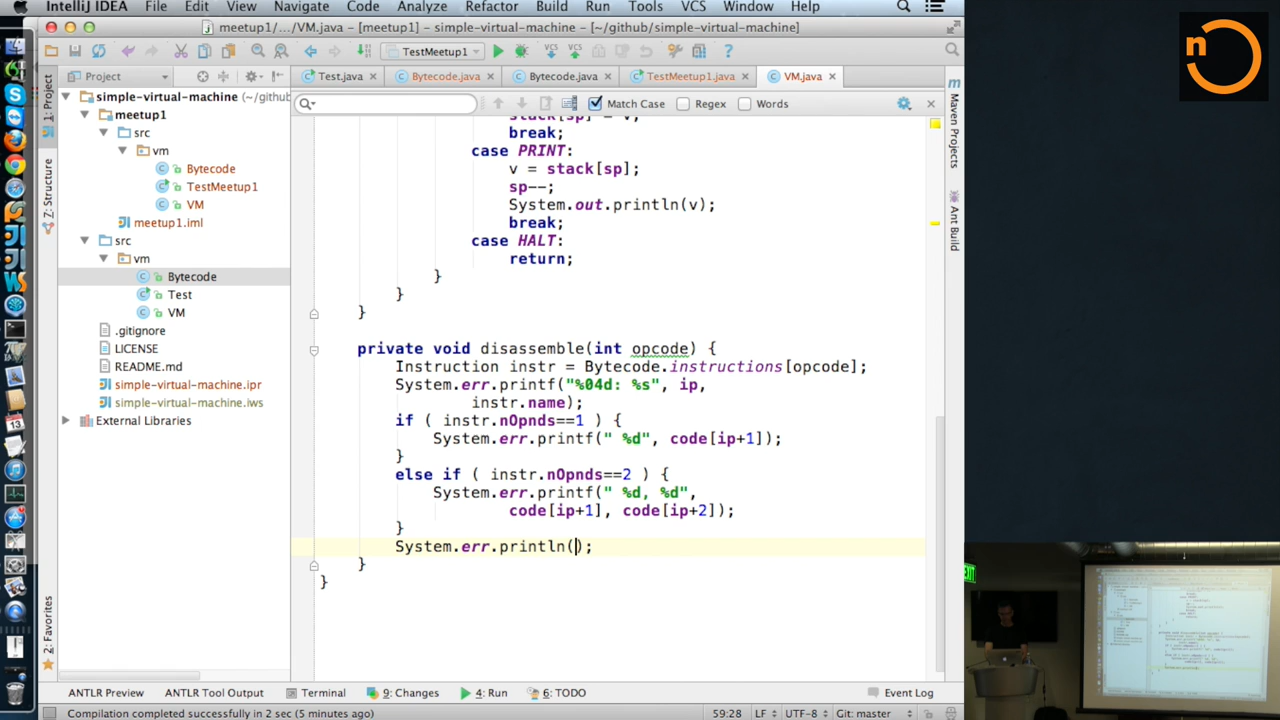 IntelliJ IDEA File Edit View Navigate Code Analyze Refactor Build Run Tools VCS Window Help
meetup1/.../VM.java - [meetup1] - simple-virtual-machine - [~/github/simple-virtual-machine]
TestMeetup1 VCS VCS
Project Test.java Bytecode.java Bytecode.java TestMeetup1.java VM.java
1: Project
7: Structure
2: Favorites
simple-virtual-machine (~/githu
meetup1
src
vm
Bytecode
TestMeetup1
VM
meetup1.iml
src
vm
Bytecode
Test
VM
.gitignore
LICENSE
README.md
simple-virtual-machine.ipr
simple-virtual-machine.iws
External Libraries
Match Case Regex Words
stack[sp] = v;
break;
case PRINT:
v = stack[sp];
sp--;
System.out.println(v);
break;
case HALT:
return;
}
}
}
private void disassemble(int opcode) {
Instruction instr = Bytecode.instructions[opcode];
System.err.printf("%04d: %s", ip,
instr.name);
if ( instr.nOpnds==1 ) {
System.err.printf(" %d", code[ip+1]);
}
else if ( instr.nOpnds==2 ) {
System.err.printf(" %d, %d",
code[ip+1], code[ip+2]);
}
System.err.println();
}
}
Maven Projects
Ant Build
ANTLR Preview ANTLR Tool Output Terminal 9: Changes 4: Run 6: TODO Event Log
Compilation completed successfully in 2 sec (5 minutes ago) 59:28 LF UTF-8 Git: master
n
EXIT